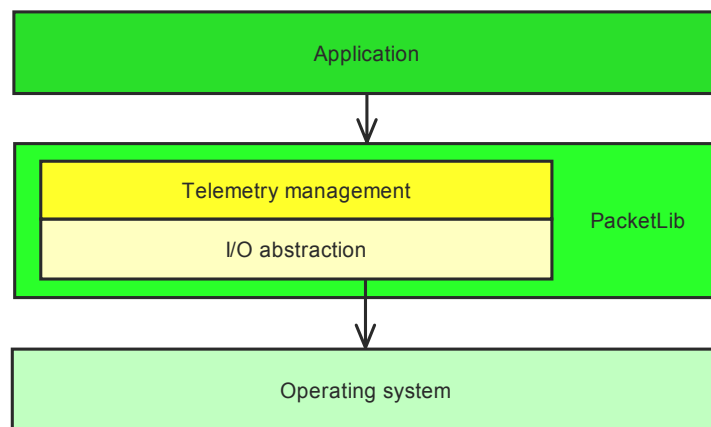 Application
Telemetry management
PacketLib
I/O abstraction
Operating system